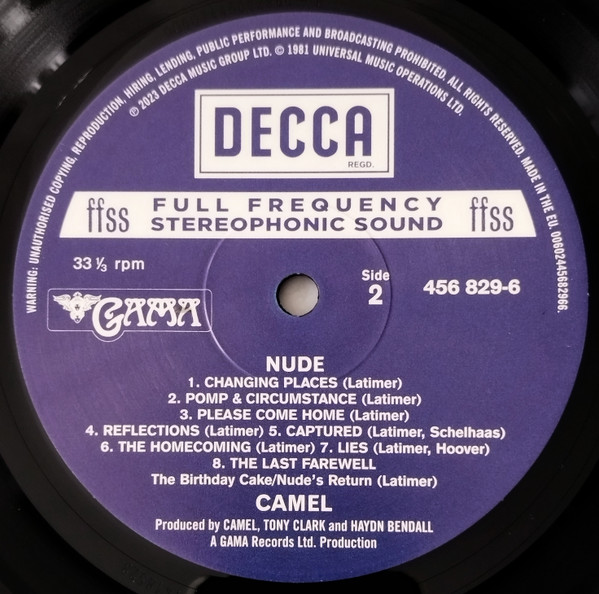 WARNING: UNAUTHORISED COPYING, REPRODUCTION, HIRING, LENDING, PUBLIC PERFORMANCE AND BROADCASTING PROHIBITED. ALL RIGHTS RESERVED. MADE IN THE EU. 00602445682966.
℗ 2023 DECCA MUSIC GROUP LTD. © 1981 UNIVERSAL MUSIC OPERATIONS LTD.
DECCA
REGD.
ffss FULL FREQUENCY ffss
STEREOPHONIC SOUND
33 ⅓ rpm
Side
2
456 829-6
GAMA
NUDE
1. CHANGING PLACES (Latimer)
2. POMP & CIRCUMSTANCE (Latimer)
3. PLEASE COME HOME (Latimer)
4. REFLECTIONS (Latimer) 5. CAPTURED (Latimer, Schelhaas)
6. THE HOMECOMING (Latimer) 7. LIES (Latimer, Hoover)
8. THE LAST FAREWELL
The Birthday Cake/Nude's Return (Latimer)
CAMEL
Produced by CAMEL, TONY CLARK and HAYDN BENDALL
A GAMA Records Ltd. Production